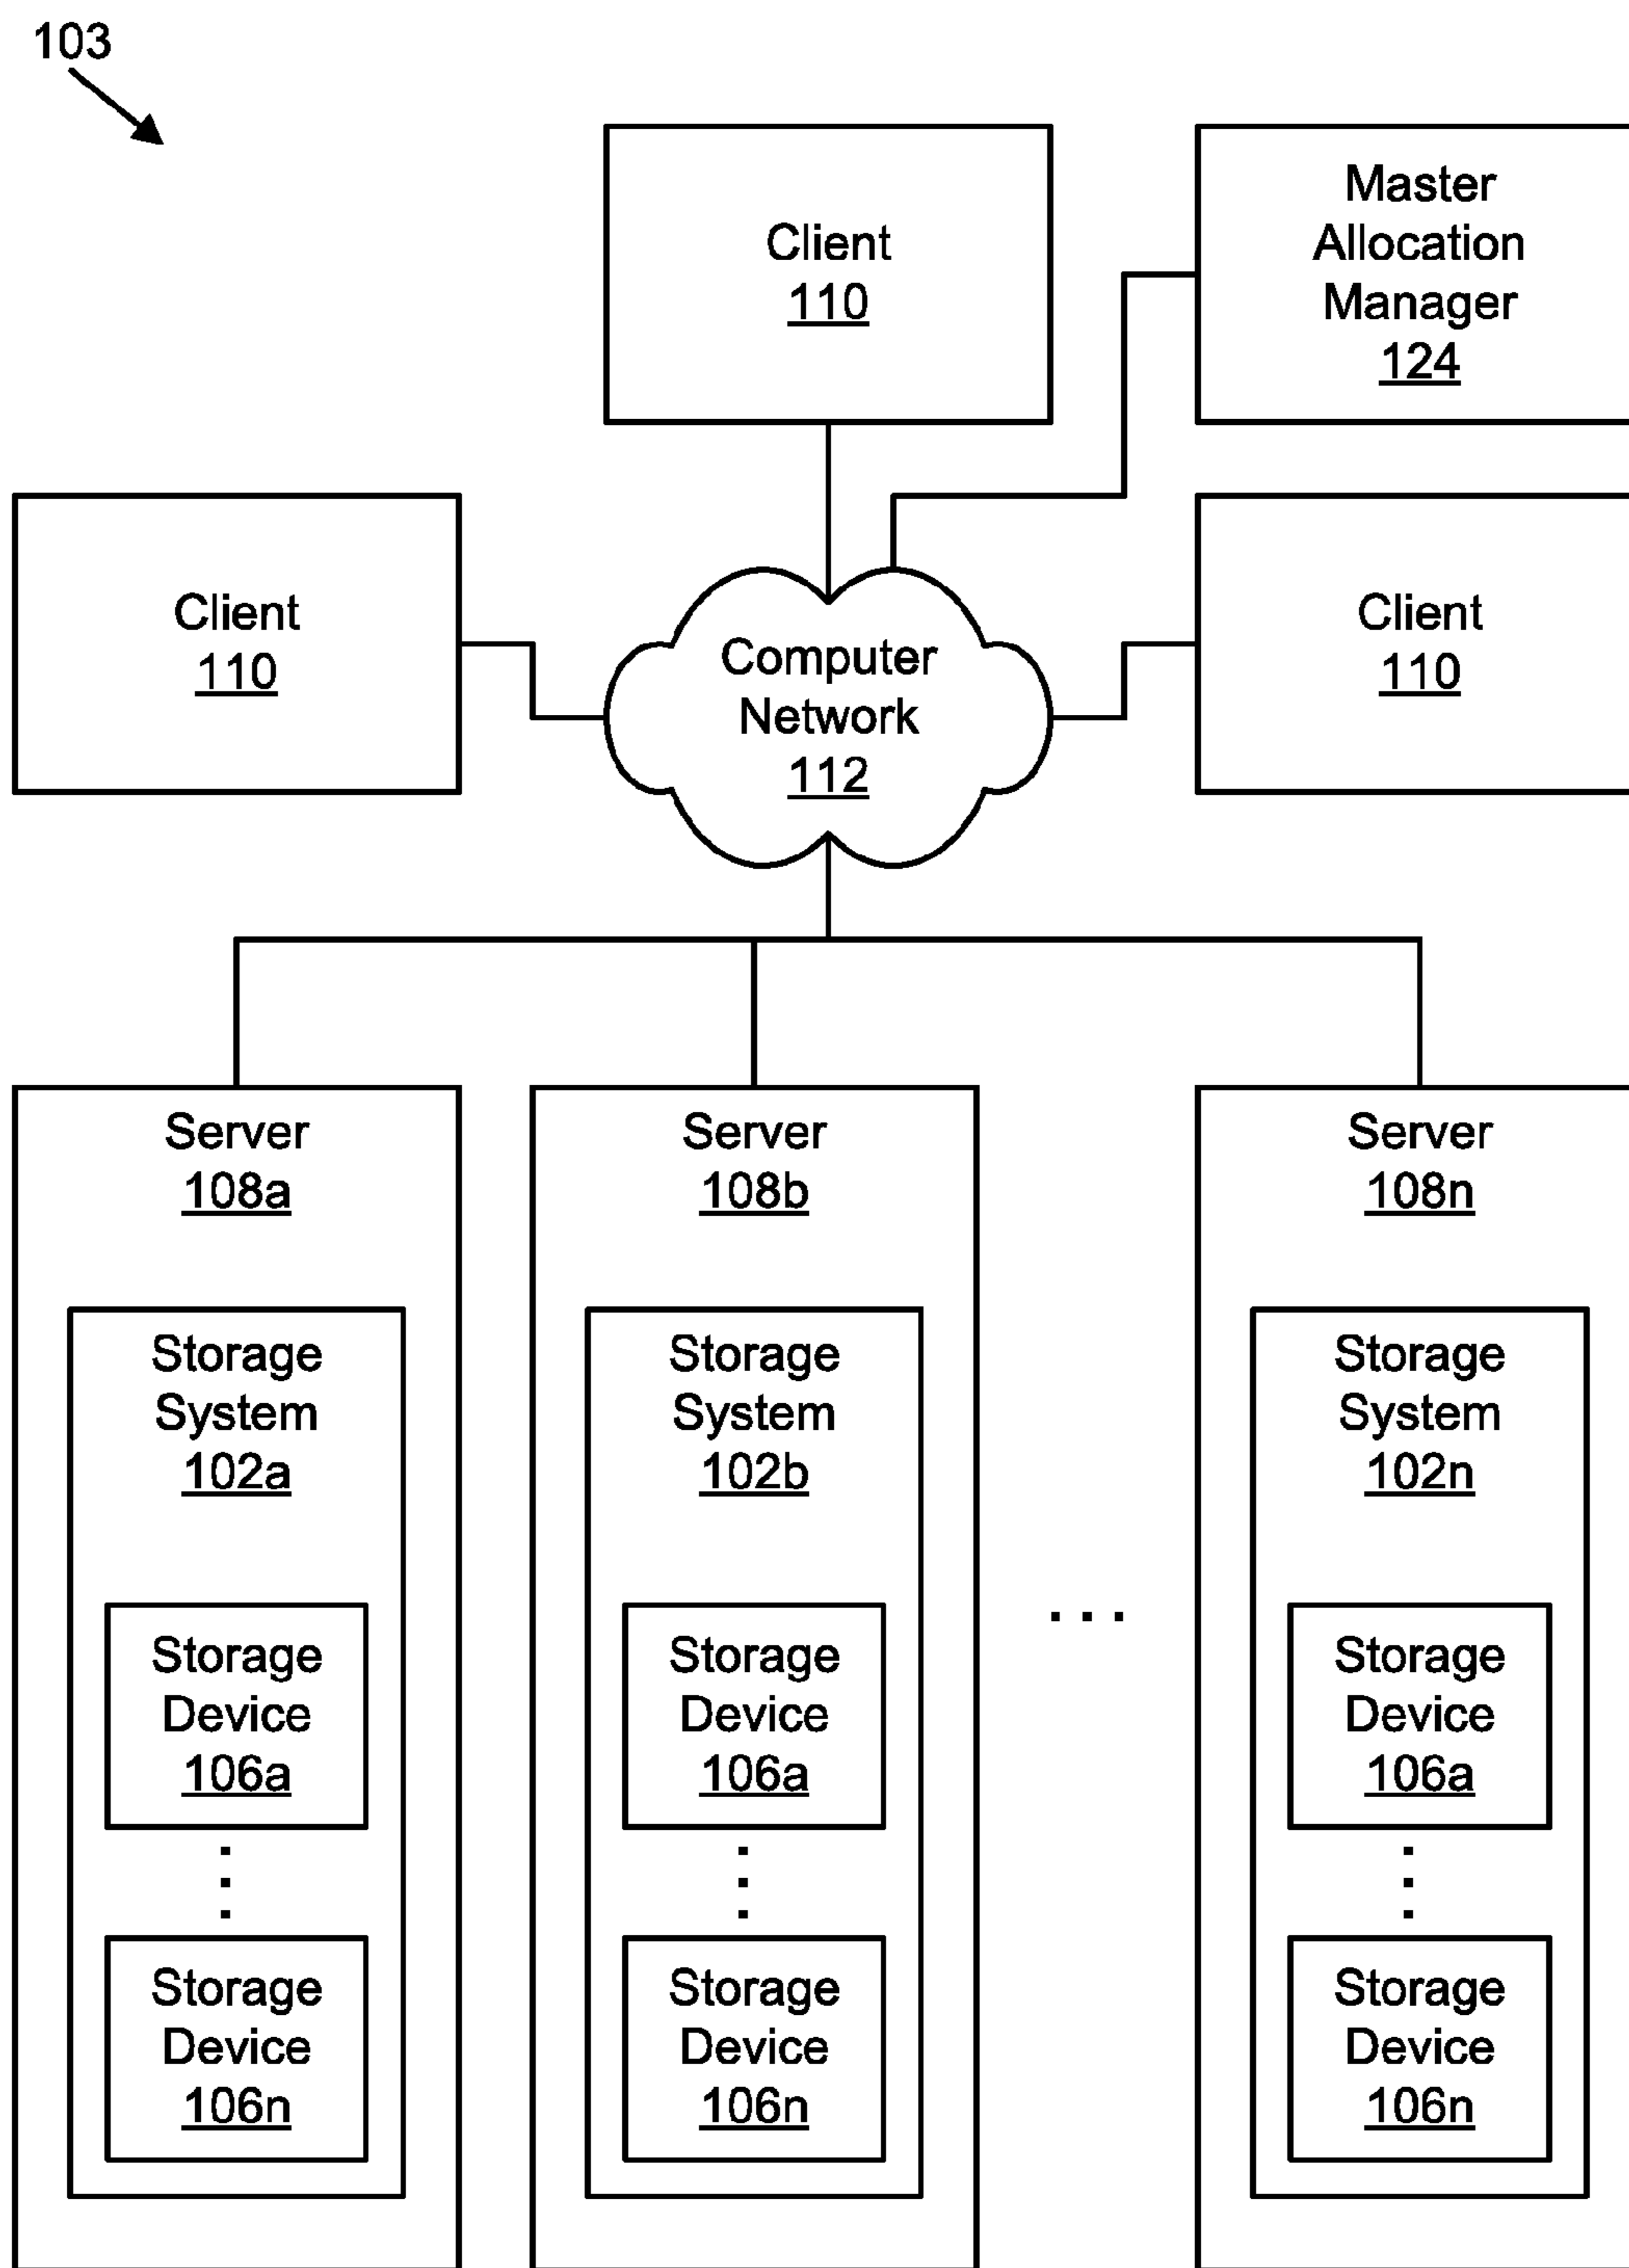 103
Client
110
Master
Allocation
Manager
124
Client
110
Computer
Network
112
Client
110
Server
108a
Storage
System
102a
Storage
Device
106a
Storage
Device
106n
Server
108b
Storage
System
102b
Storage
Device
106a
Storage
Device
106n
...
Server
108n
Storage
System
102n
Storage
Device
106a
Storage
Device
106n